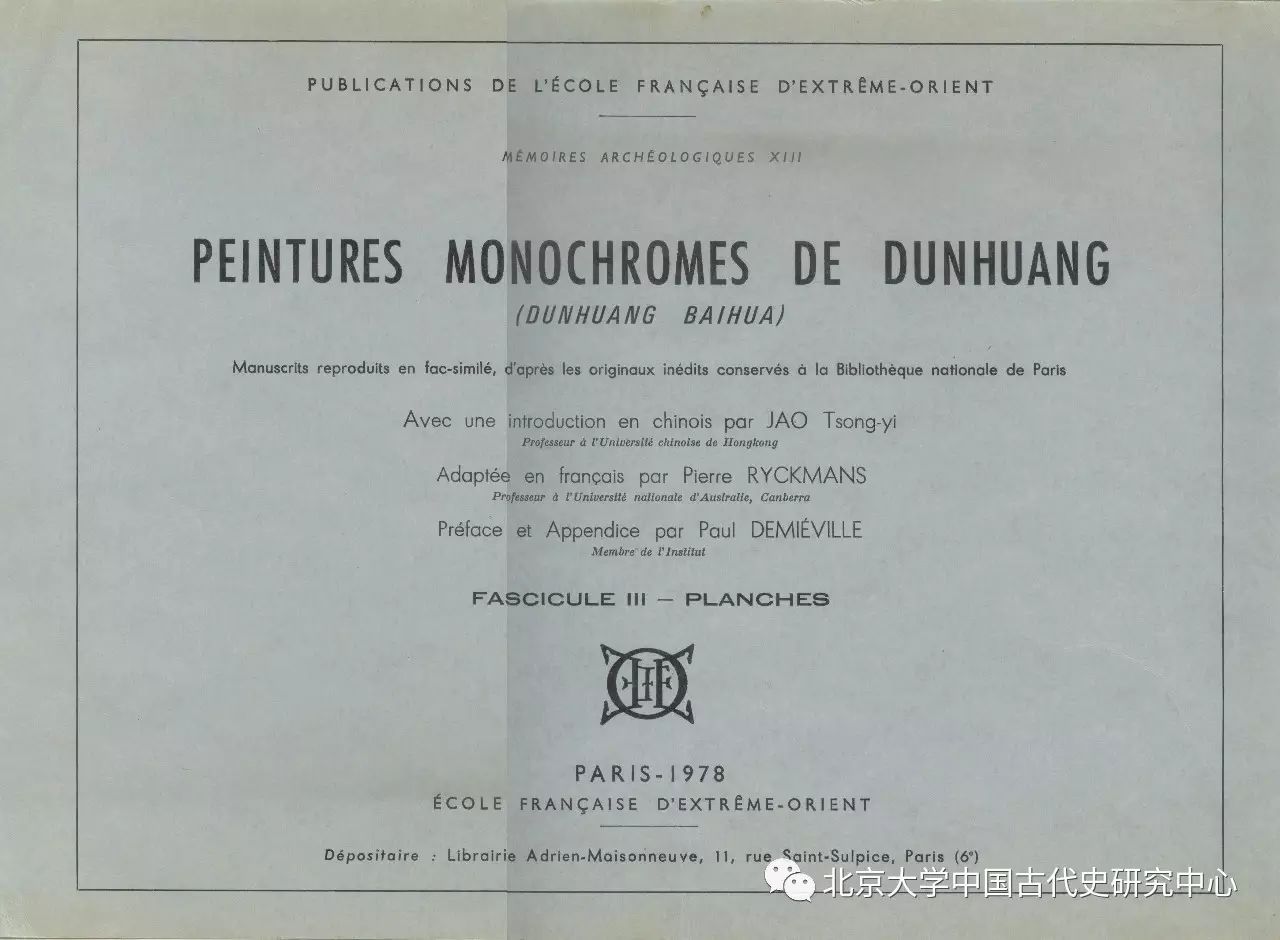 PUBLICATIONS DE L'ÉCOLE FRANÇAISE D'EXTRÊME-ORIENT
MÉMOIRES ARCHÉOLOGIQUES XIII
PEINTURES MONOCHROMES DE DUNHUANG
(DUNHUANG BAIHUA)
Manuscrits reproduits en fac-similé, d'après les originaux inédits conservés à la Bibliothèque nationale de Paris
Avec une introduction en chinois par JAO Tsong-yi
Professeur à l'Université chinoise de Hongkong
Adaptée en français par Pierre RYCKMANS
Professeur à l'Université nationale d'Australie, Canberra
Préface et Appendice par Paul DEMIÉVILLE
Membre de l'Institut
FASCICULE III — PLANCHES
PARIS-1978
ÉCOLE FRANÇAISE D'EXTRÊME-ORIENT
Dépositaire : Librairie Adrien-Maisonneuve, 11, rue Saint-Sulpice, Paris (6e)
北京大学中国古代史研究中心